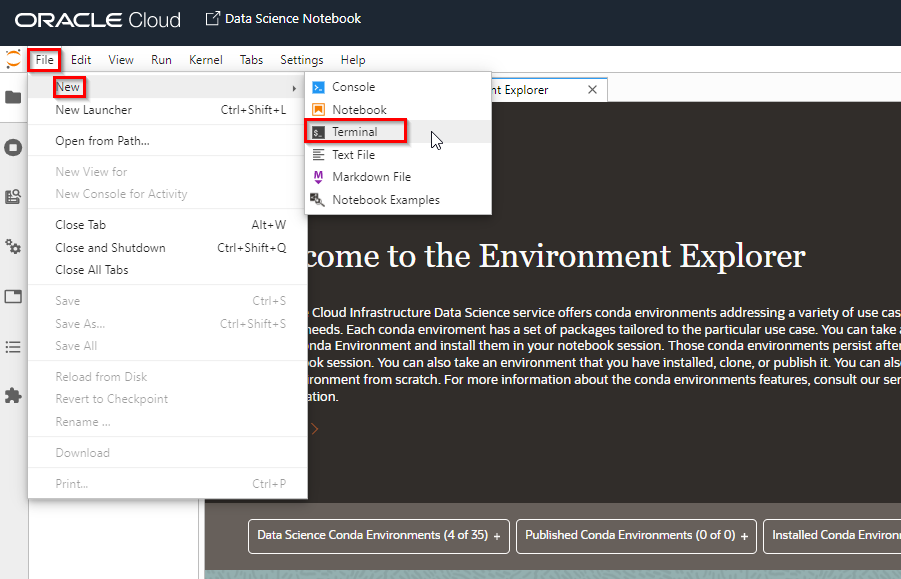 ORACLE Cloud
Data Science Notebook
File Edit View Run Kernel Tabs Settings Help
New
New Launcher Ctrl+Shift+L
Open from Path...
New View for
New Console for Activity
Close Tab Alt+W
Close and Shutdown Ctrl+Shift+Q
Close All Tabs
Save Ctrl+S
Save As... Ctrl+Shift+S
Save All
Reload from Disk
Revert to Checkpoint
Rename ...
Download
Print... Ctrl+P
Console
Notebook
$_ Terminal
Text File
Markdown File
Notebook Examples
nt Explorer
come to the Environment Explorer
Cloud Infrastructure Data Science service offers conda environments addressing a variety of use cas
needs. Each conda enviroment has a set of packages tailored to the particular use case. You can take
nda Environment and install them in your notebook session. Those conda environments persist after
ok session. You can also take an environment that you have installed, clone, or publish it. You can als
ironment from scratch. For more information about the conda environments features, consult our ser
ation.
Data Science Conda Environments (4 of 35) +
Published Conda Environments (0 of 0) +
Installed Conda Environ